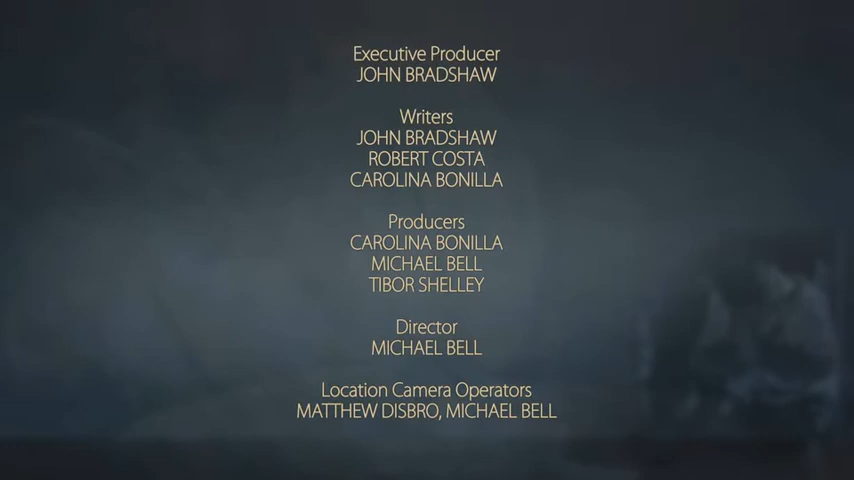 Executive Producer
JOHN BRADSHAW
Writers
JOHN BRADSHAW
ROBERT COSTA
CAROLINA BONILLA
Producers
CAROLINA BONILLA
MICHAEL BELL
TIBOR SHELLEY
Director
MICHAEL BELL
Location Camera Operators
MATTHEW DISBRO, MICHAEL BELL